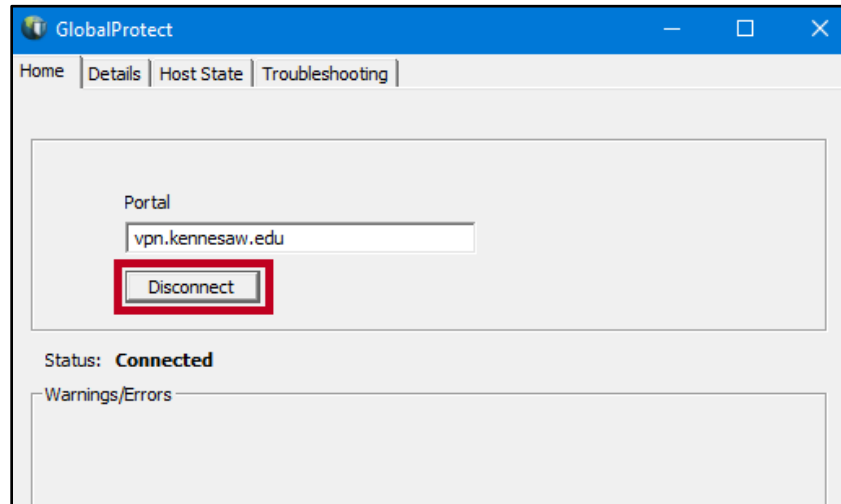 GlobalProtect
Home Details Host State Troubleshooting
Portal
vpn.kennesaw.edu
Disconnect
Status: Connected
Warnings/Errors